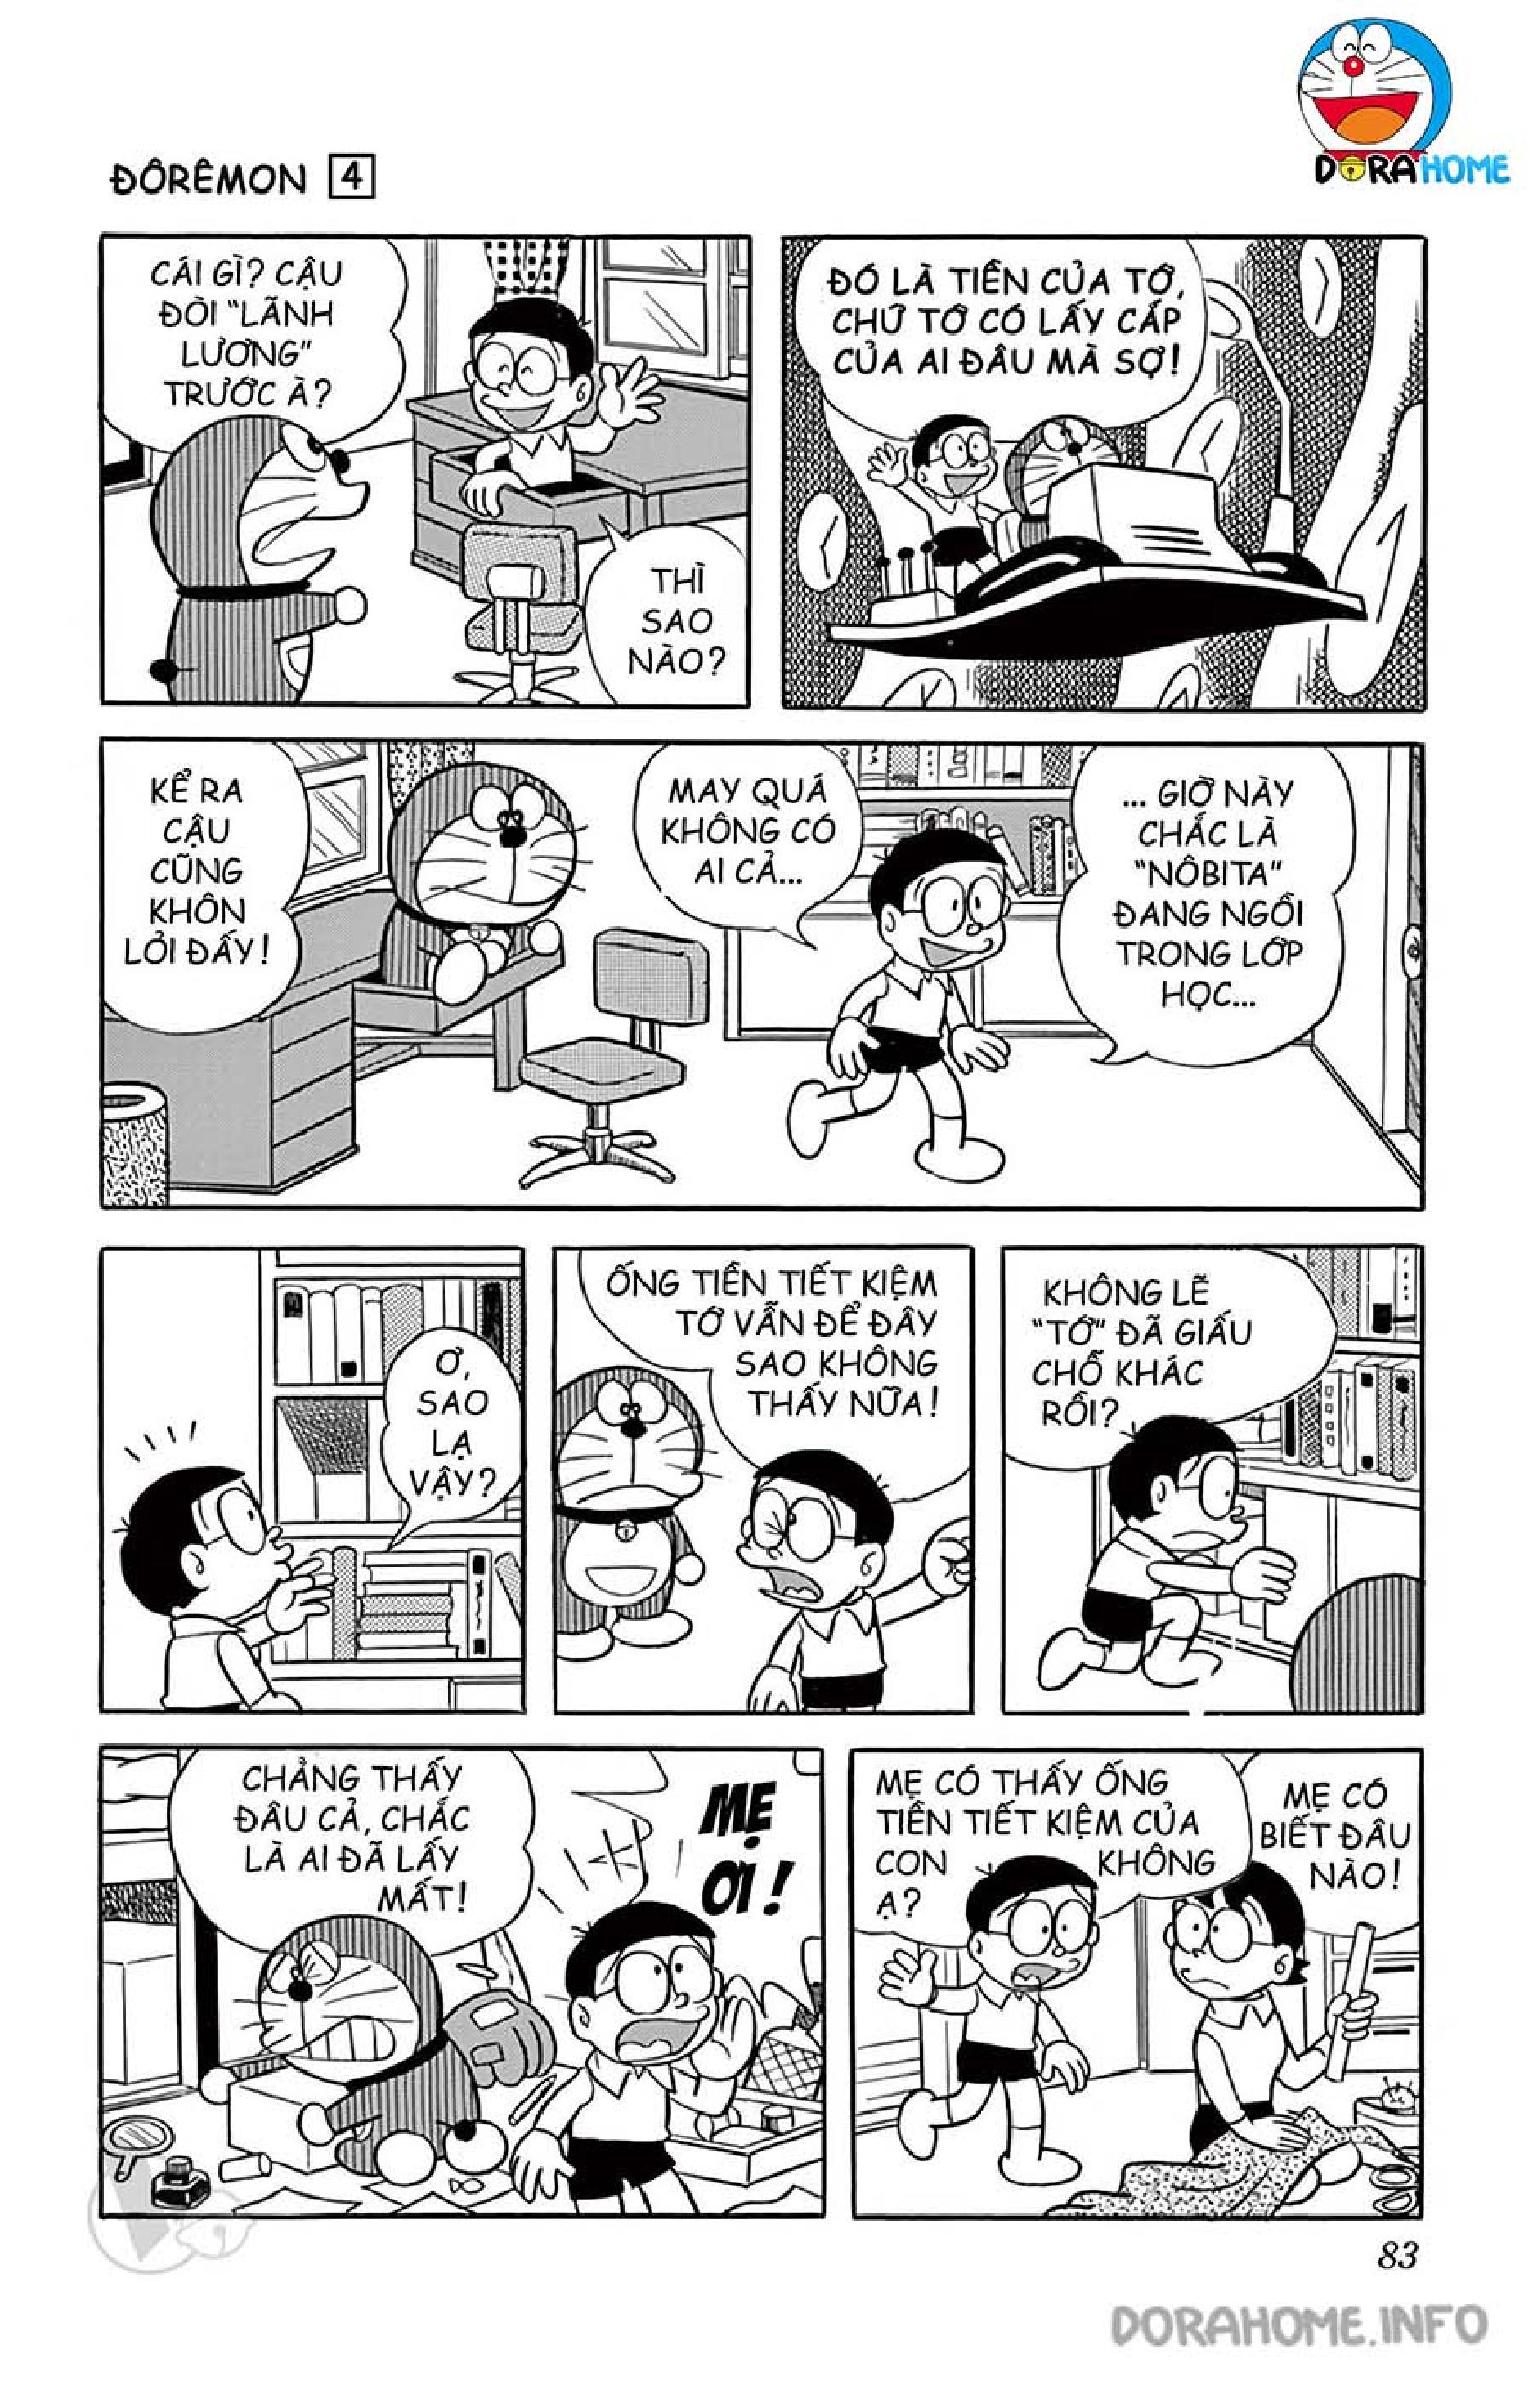 DORAHOME
ĐÔRÊMON 4
CÁI GÌ? CẬU
ĐÒI “LÃNH
LƯƠNG”
TRƯỚC À?
THÌ
SAO
NÀO?
ĐÓ LÀ TIỀN CỦA TỚ,
CHỨ TỚ CÓ LẤY CẮP
CỦA AI ĐÂU MÀ SỢ!
KỂ RA
CẬU
CŨNG
KHÔN
LỎI ĐẤY!
MAY QUÁ
KHÔNG CÓ
AI CẢ...
... GIỜ NÀY
CHẮC LÀ
“NÔBITA”
ĐANG NGỒI
TRONG LỚP
HỌC...
Ơ,
SAO
LẠ
VẬY?
ỐNG TIỀN TIẾT KIỆM
TỚ VẪN ĐỂ ĐÂY
SAO KHÔNG
THẤY NỮA!
KHÔNG LẼ
“TỚ” ĐÃ GIẤU
CHỖ KHÁC
RỒI?
CHẲNG THẤY
ĐÂU CẢ, CHẮC
LÀ AI ĐÃ LẤY
MẤT!
MẸ
ƠI!
MẸ CÓ THẤY ỐNG
TIỀN TIẾT KIỆM CỦA
CON KHÔNG
Ạ?
MẸ CÓ
BIẾT ĐÂU
NÀO!
83
DORAHOME.INFO